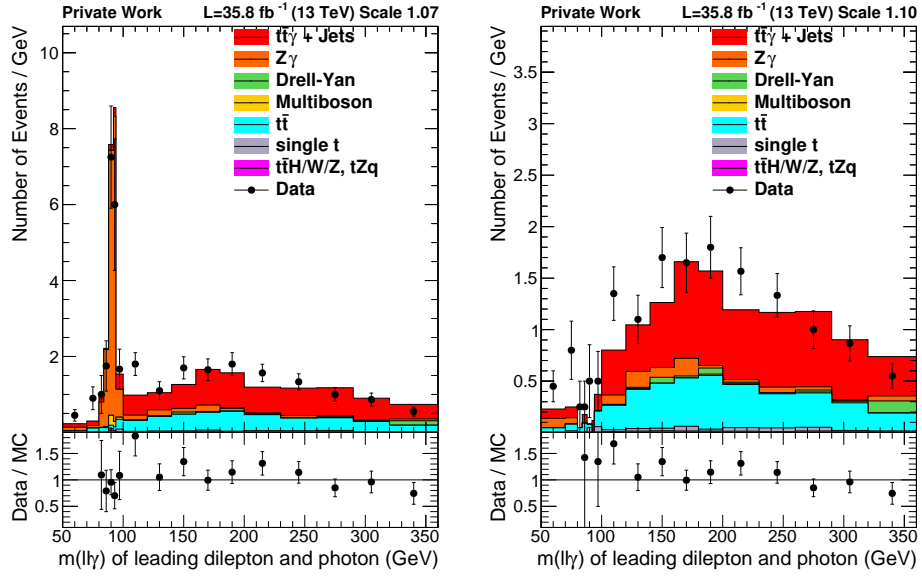 Private Work L=35.8 fb⁻¹ (13 TeV) Scale 1.07
Number of Events / GeV
10
8
6
4
2
tt̄γ + Jets
Zγ
Drell-Yan
Multiboson
tt̄
single t
tt̄H/W/Z, tZq
Data
Data / MC
1.5
1
0.5
50 100 150 200 250 300 350
m(llγ) of leading dilepton and photon (GeV)
Private Work L=35.8 fb⁻¹ (13 TeV) Scale 1.10
Number of Events / GeV
3.5
3
2.5
2
1.5
1
0.5
tt̄γ + Jets
Zγ
Drell-Yan
Multiboson
tt̄
single t
tt̄H/W/Z, tZq
Data
Data / MC
1.5
1
0.5
50 100 150 200 250 300 350
m(llγ) of leading dilepton and photon (GeV)